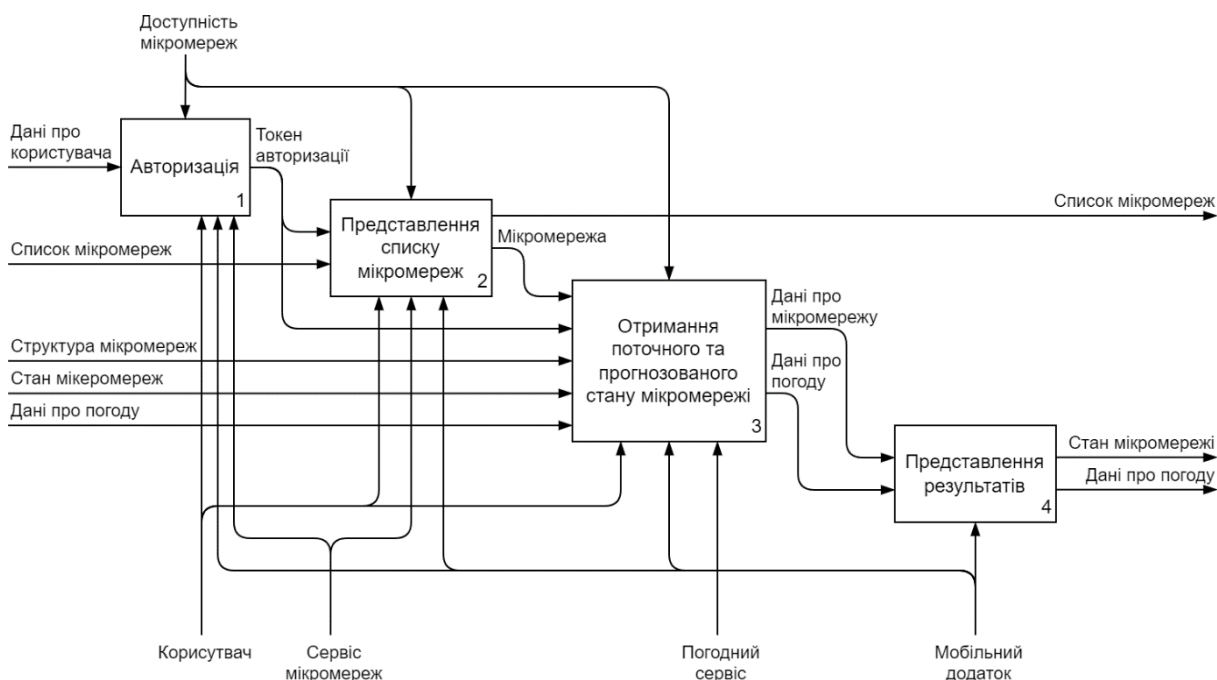 Доступність
мікромереж
Дані про
користувача
Авторизація
1
Токен
авторизації
Список мікромереж
Представлення
списку
мікромереж
2
Список мікромереж
Мікромережа
Отримання
поточного та
прогнозованого
стану мікромережі
3
Структура мікромереж
Стан мікеромереж
Дані про погоду
Дані про
мікромережу
Дані про
погоду
Представлення
результатів
4
Стан мікромережі
Дані про погоду
Корисутвач
Сервіс
мікромереж
Погодний
сервіс
Мобільний
додаток